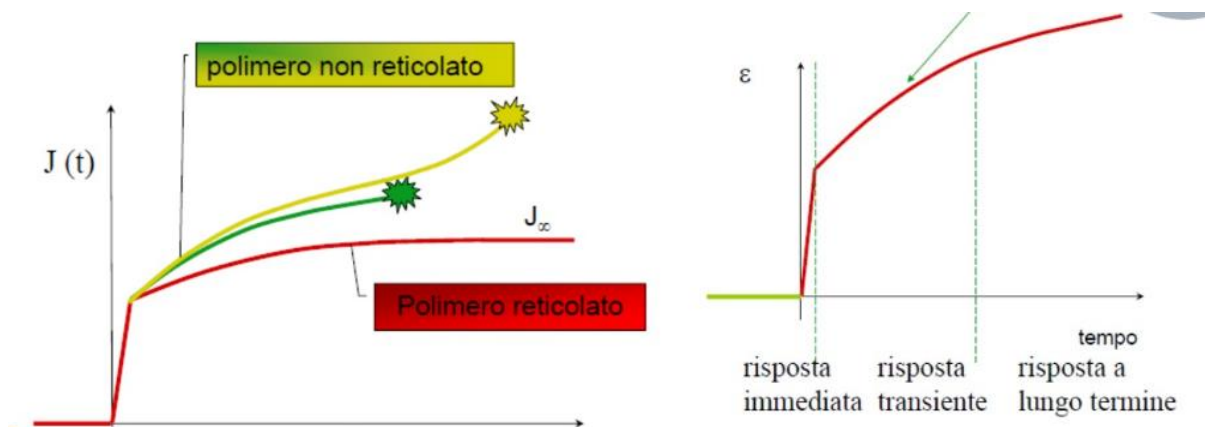 polimero non reticolato
J (t)
J∞
Polimero reticolato
ε
tempo
risposta
immediata
risposta
transiente
risposta a
lungo termine